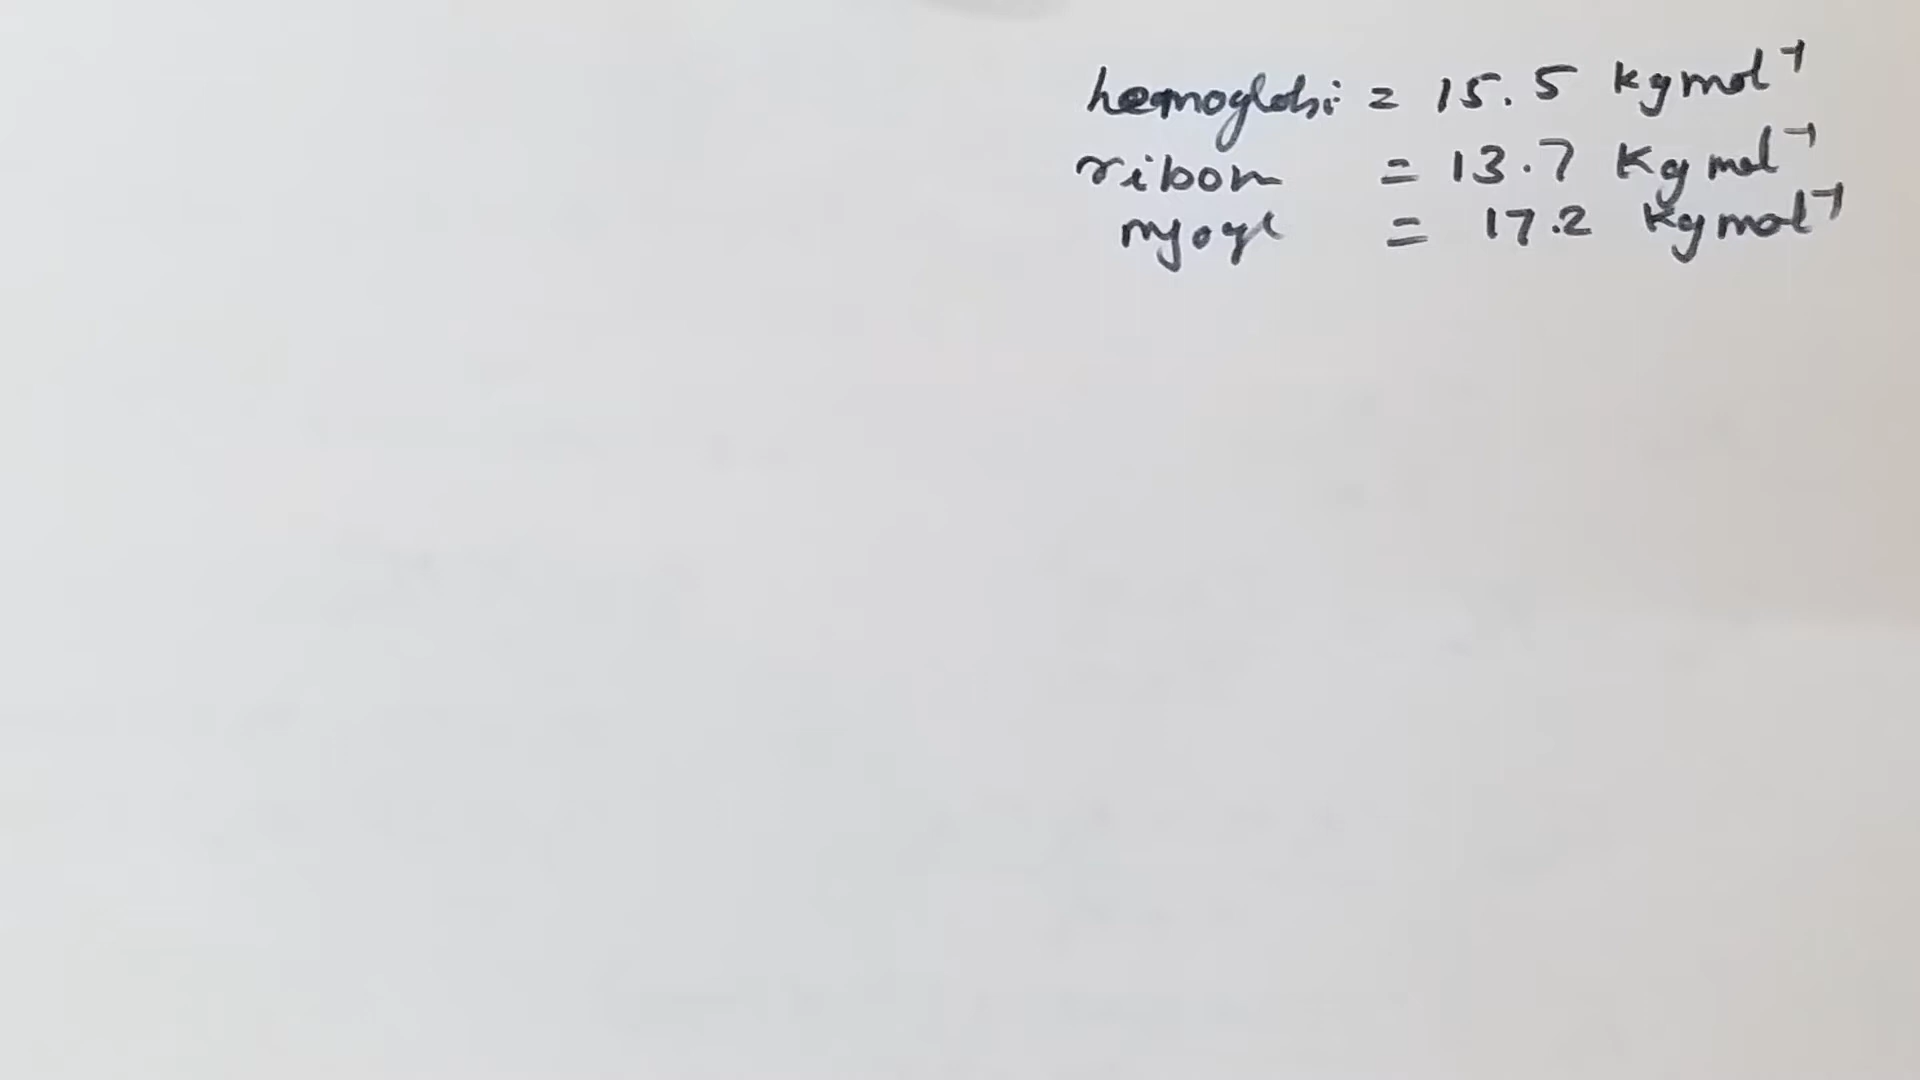 hemoglobi = 15.5 kg mol⁻¹
ribon = 13.7 Kg mol⁻¹
myogl = 17.2 Kg mol⁻¹